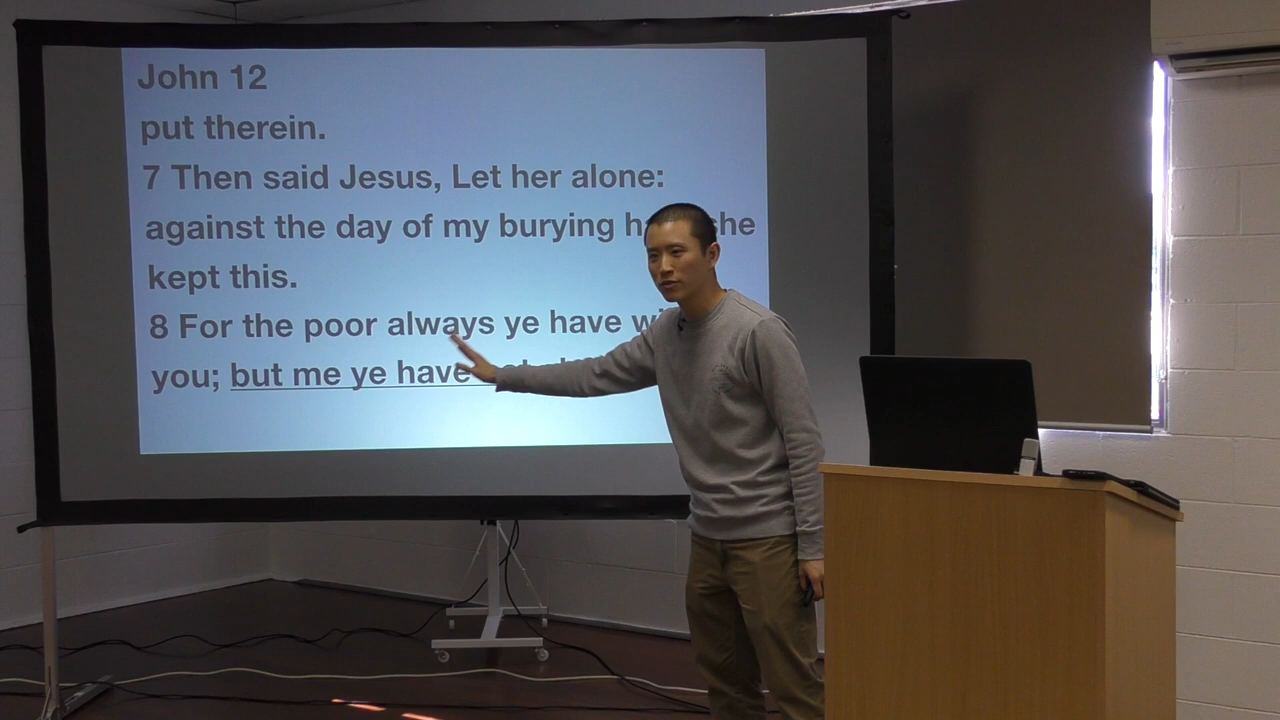 John 12
put therein.
7 Then said Jesus, Let her alone:
against the day of my burying she
kept this.
8 For the poor always ye have
you; but me ye have